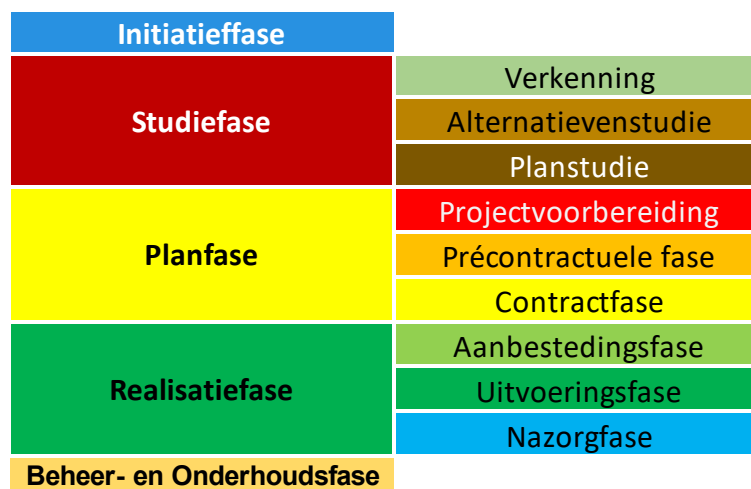 Initiatieffase
Studiefase
Verkenning
Alternatievenstudie
Planstudie
Planfase
Projectvoorbereiding
Précontractuele fase
Contractfase
Realisatiefase
Aanbestedingsfase
Uitvoeringsfase
Nazorgfase
Beheer- en Onderhoudsfase